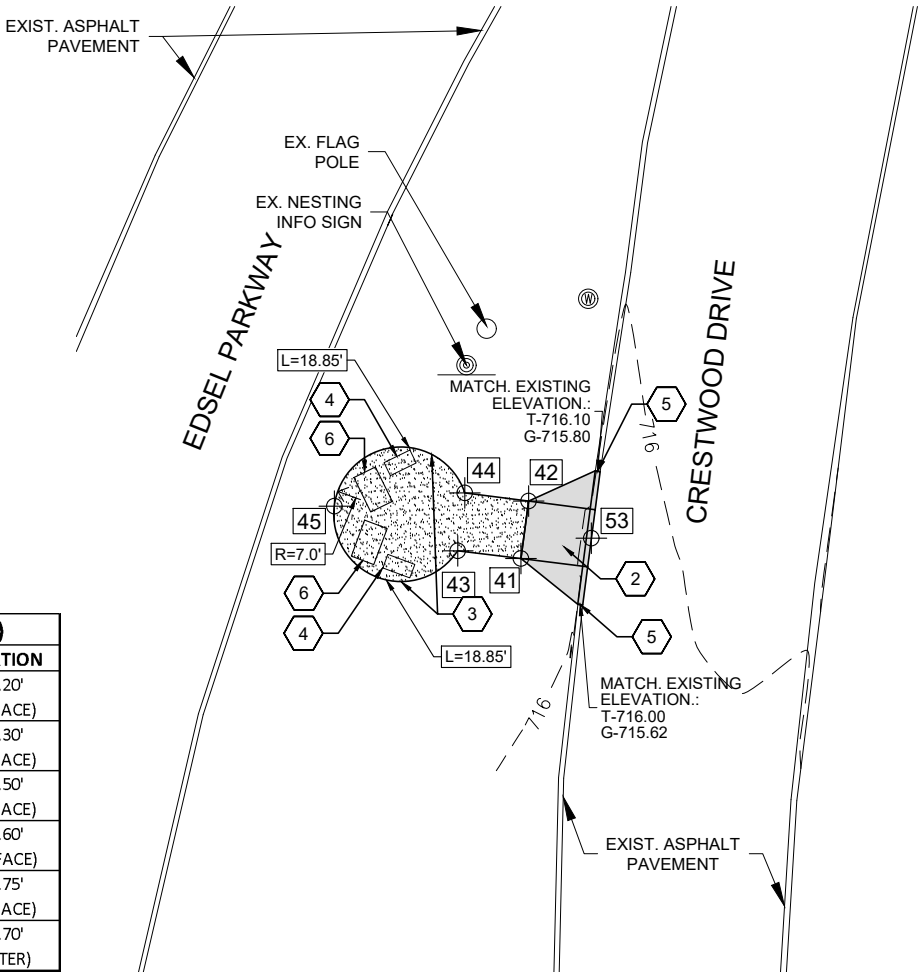 EXIST. ASPHALT
PAVEMENT
EX. FLAG
POLE
EX. NESTING
INFO SIGN
EDSEL PARKWAY
CRESTWOOD DRIVE
W
L=18.85'
MATCH. EXISTING
ELEVATION.:
T-716.10
G-715.80
4
5
6
716
44
42
45
53
R=7.0'
43
41
2
6
3
4
5
L=18.85'
MATCH. EXISTING
ELEVATION.:
T-716.00
G-715.62
716
EXIST. ASPHALT
PAVEMENT
)
TION
.20'
ACE)
.30'
ACE)
.50'
ACE)
.60'
FACE)
.75'
ACE)
.70'
TER)